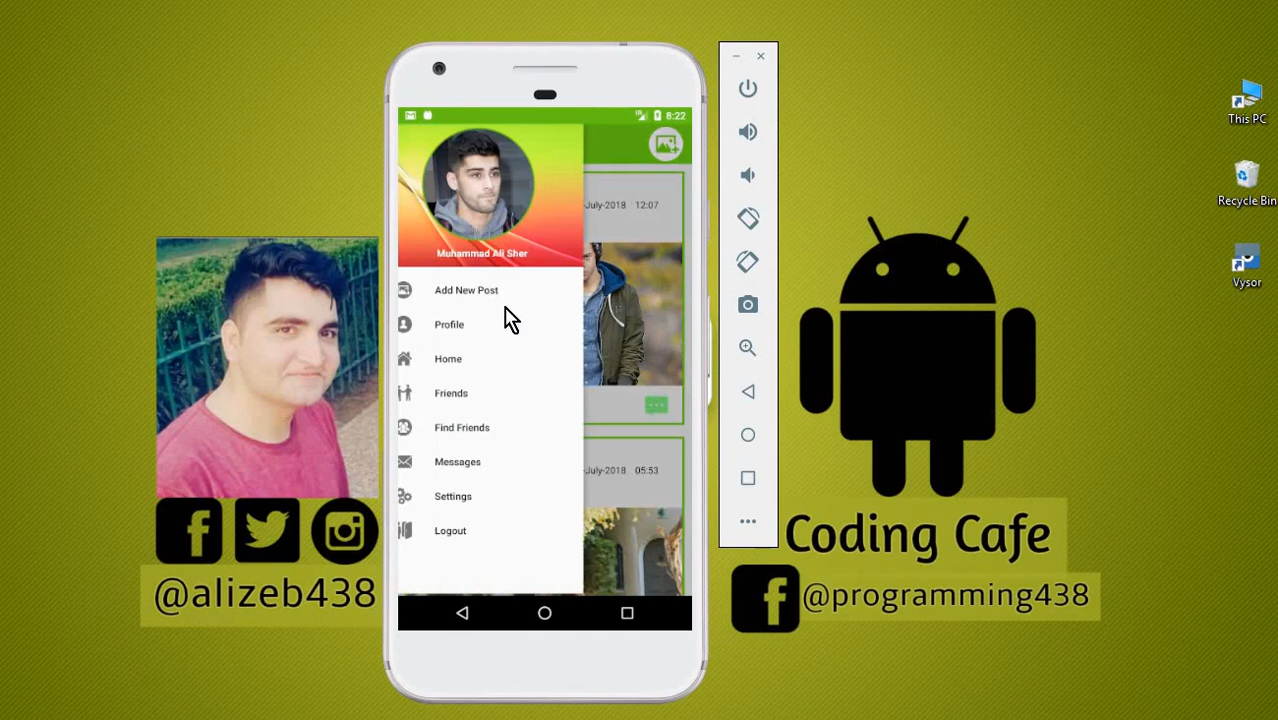 8:22
Muhammad Ali Sher
Add New Post
Profile
Home
Friends
Find Friends
Messages
Settings
Logout
-July-2018 12:07
-July-2018 05:53
@alizeb438
Coding Cafe
@programming438
This PC
Recycle Bin
Vysor